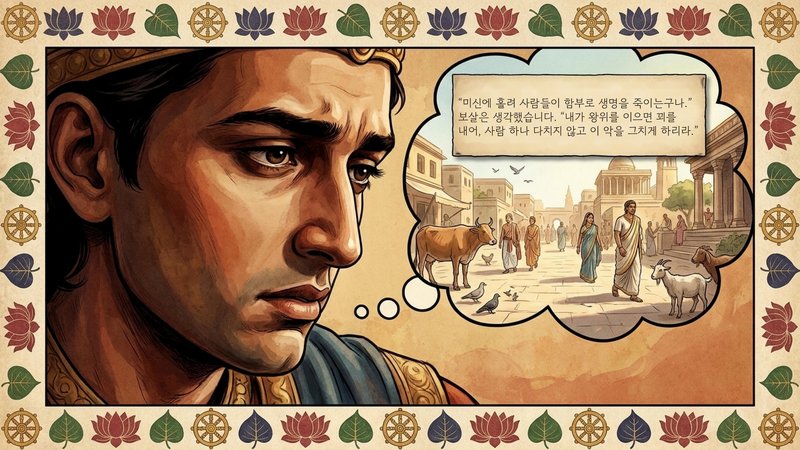 “미신에 홀려 사람들이 함부로 생명을 죽이는구나.”
보살은 생각했습니다. “내가 왕위를 이으면 꾀를
내어, 사람 하나 다치지 않고 이 악을 그치게 하리라.”